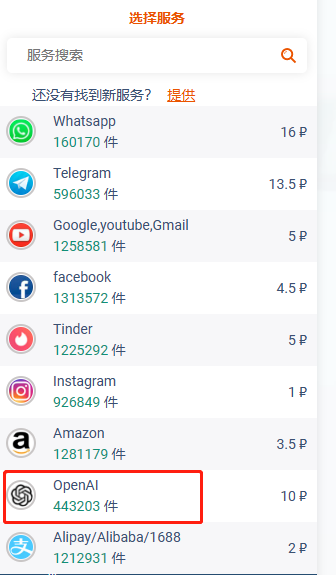 选择服务
服务搜索
还没有找到新服务？ 提供
Whatsapp
160170 件
16 ₽
Telegram
596033 件
13.5 ₽
Google,youtube,Gmail
1258581 件
5 ₽
facebook
1313572 件
4.5 ₽
Tinder
1225292 件
5 ₽
Instagram
926849 件
1 ₽
Amazon
1281179 件
3.5 ₽
OpenAI
443203 件
10 ₽
Alipay/Alibaba/1688
1212931 件
2 ₽